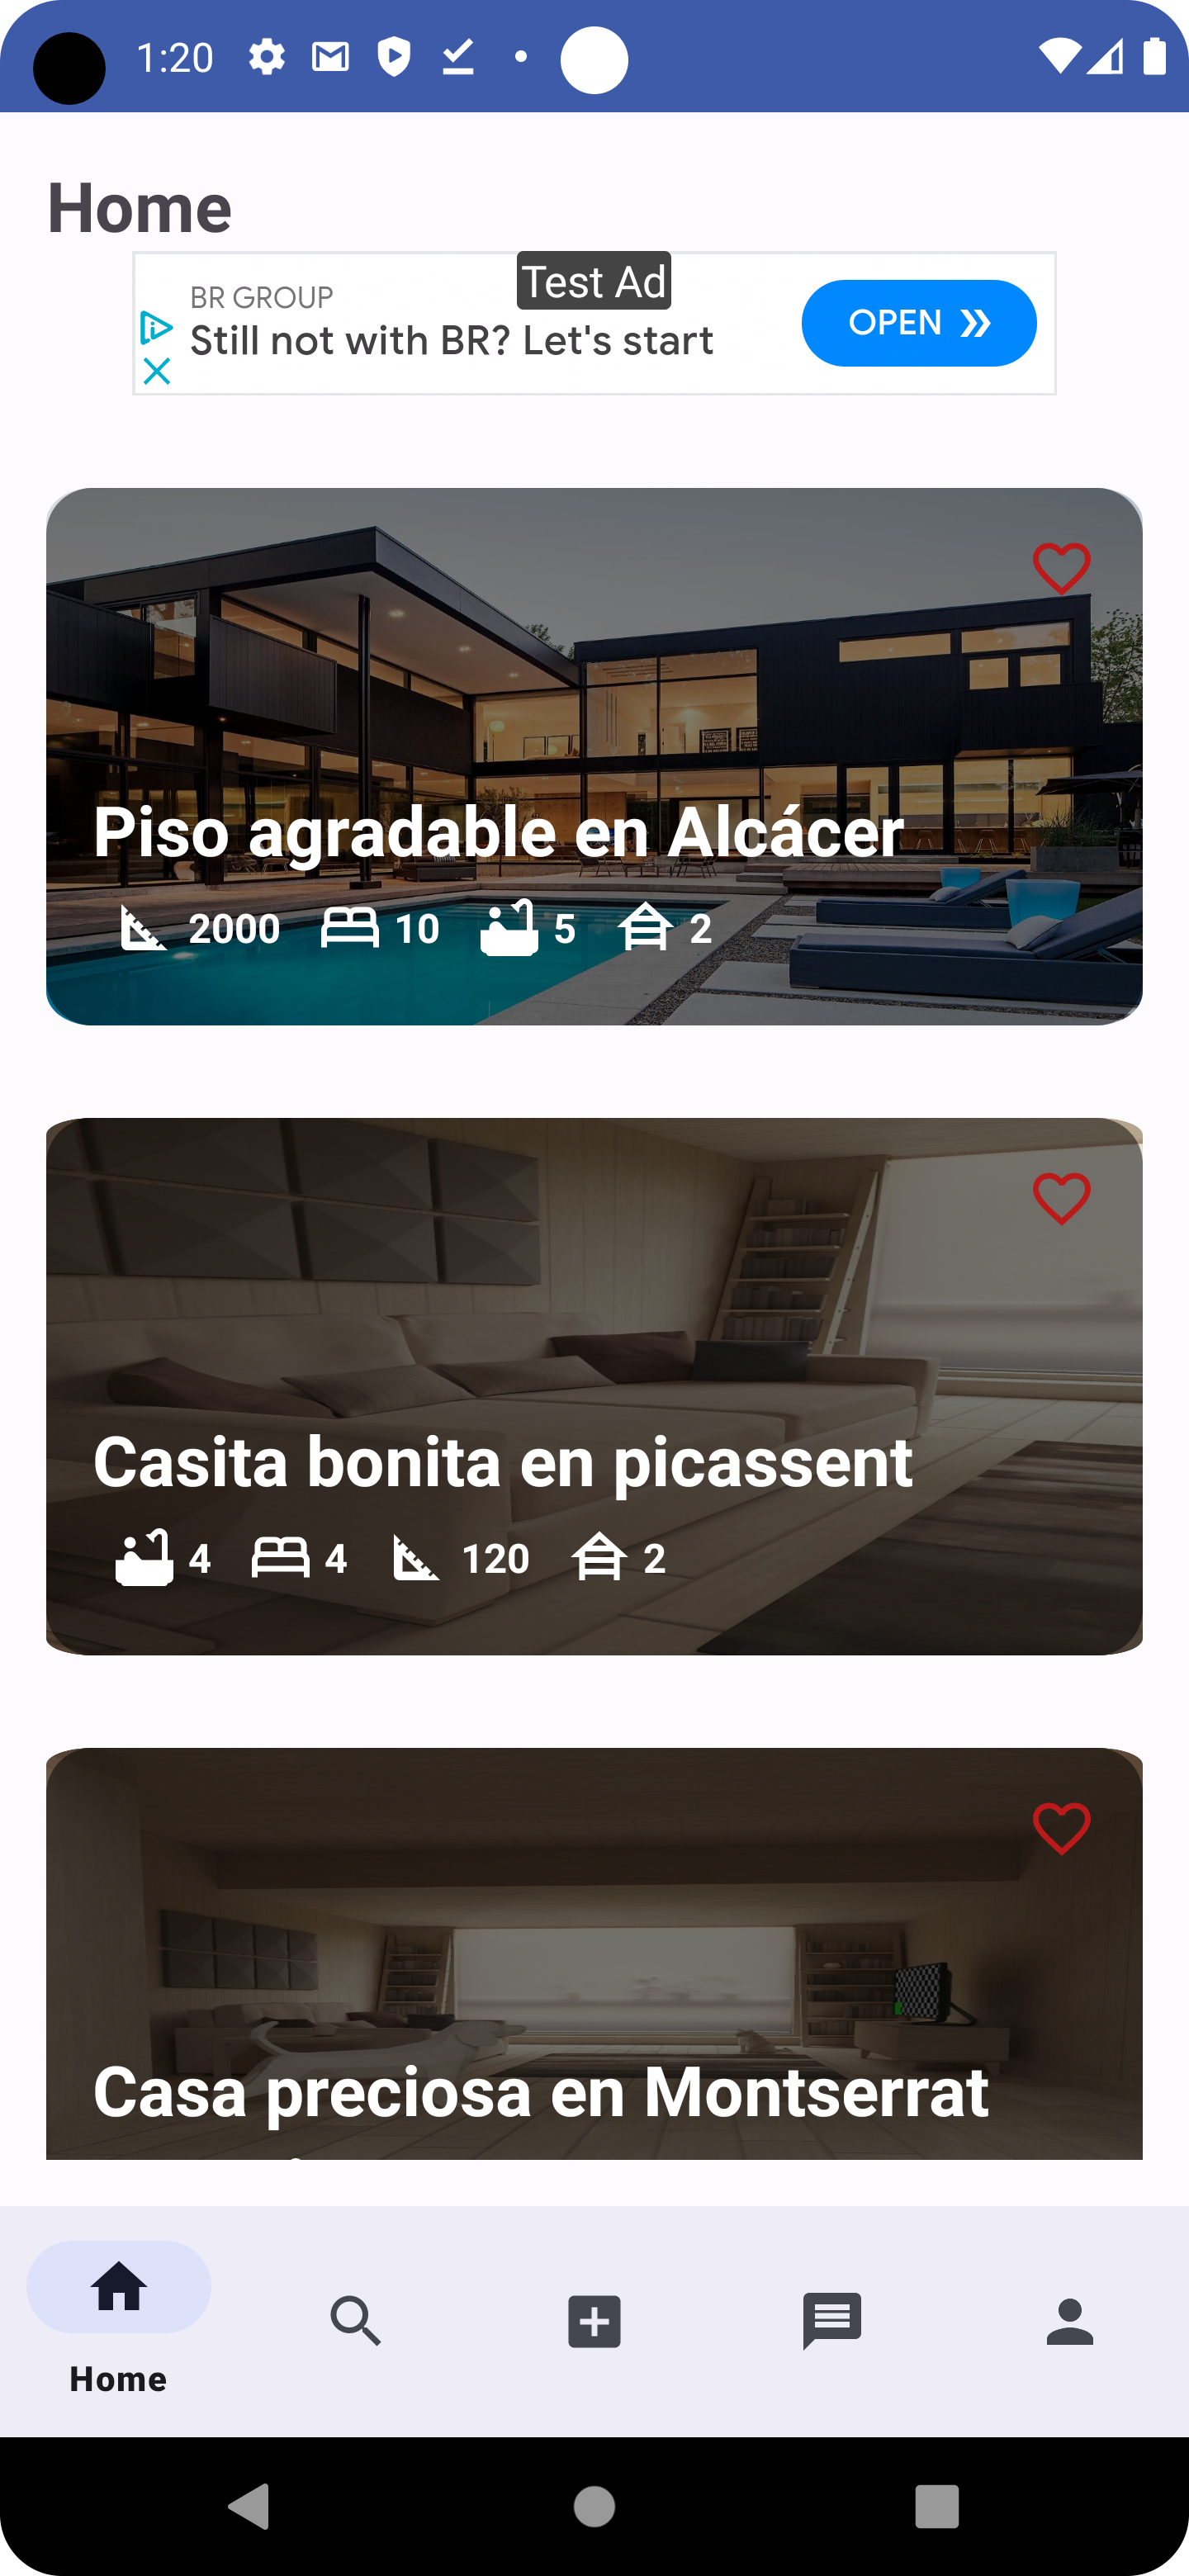 1:20
Home
Test Ad
BR GROUP
Still not with BR? Let's start
OPEN
Piso agradable en Alcácer
2000 10 5 2
Casita bonita en picassent
4 4 120 2
Casa preciosa en Montserrat
Home